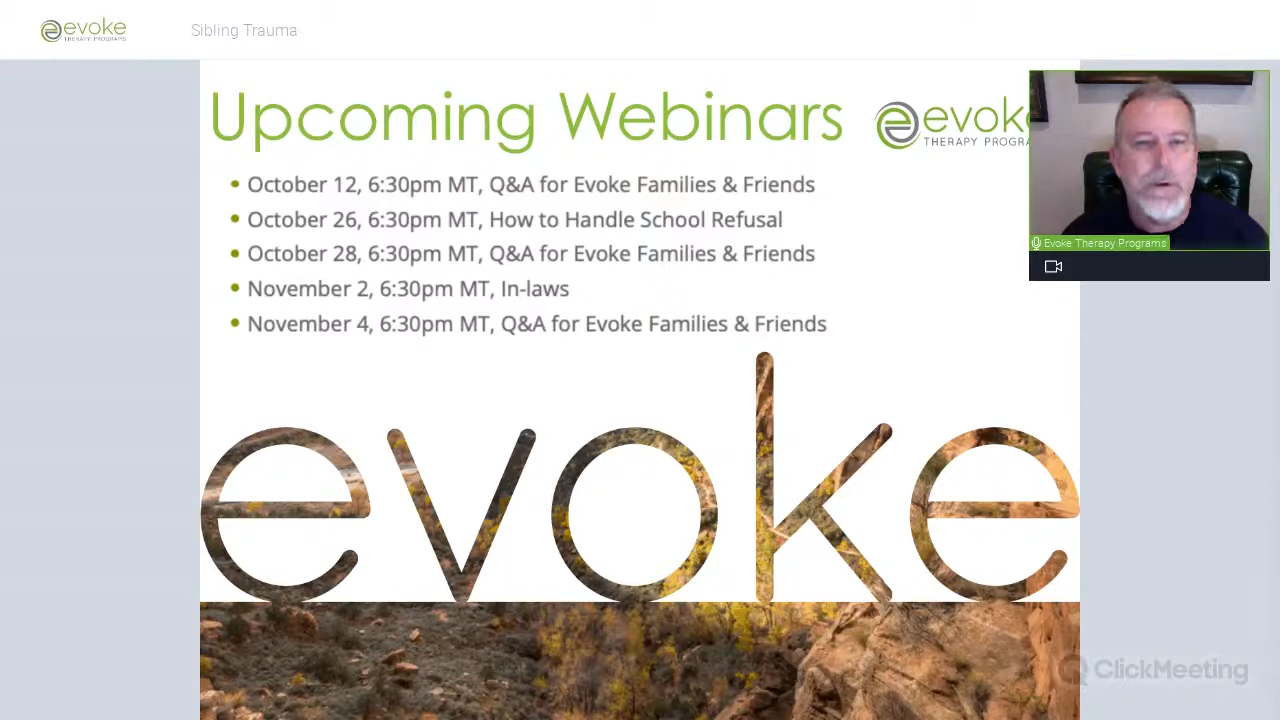 evoke
THERAPY PROGRAMS
Sibling Trauma
Upcoming Webinars
evoke
THERAPY PROGRA
• October 12, 6:30pm MT, Q&A for Evoke Families & Friends
• October 26, 6:30pm MT, How to Handle School Refusal
• October 28, 6:30pm MT, Q&A for Evoke Families & Friends
• November 2, 6:30pm MT, In-laws
• November 4, 6:30pm MT, Q&A for Evoke Families & Friends
Evoke Therapy Programs
evoke
ClickMeeting